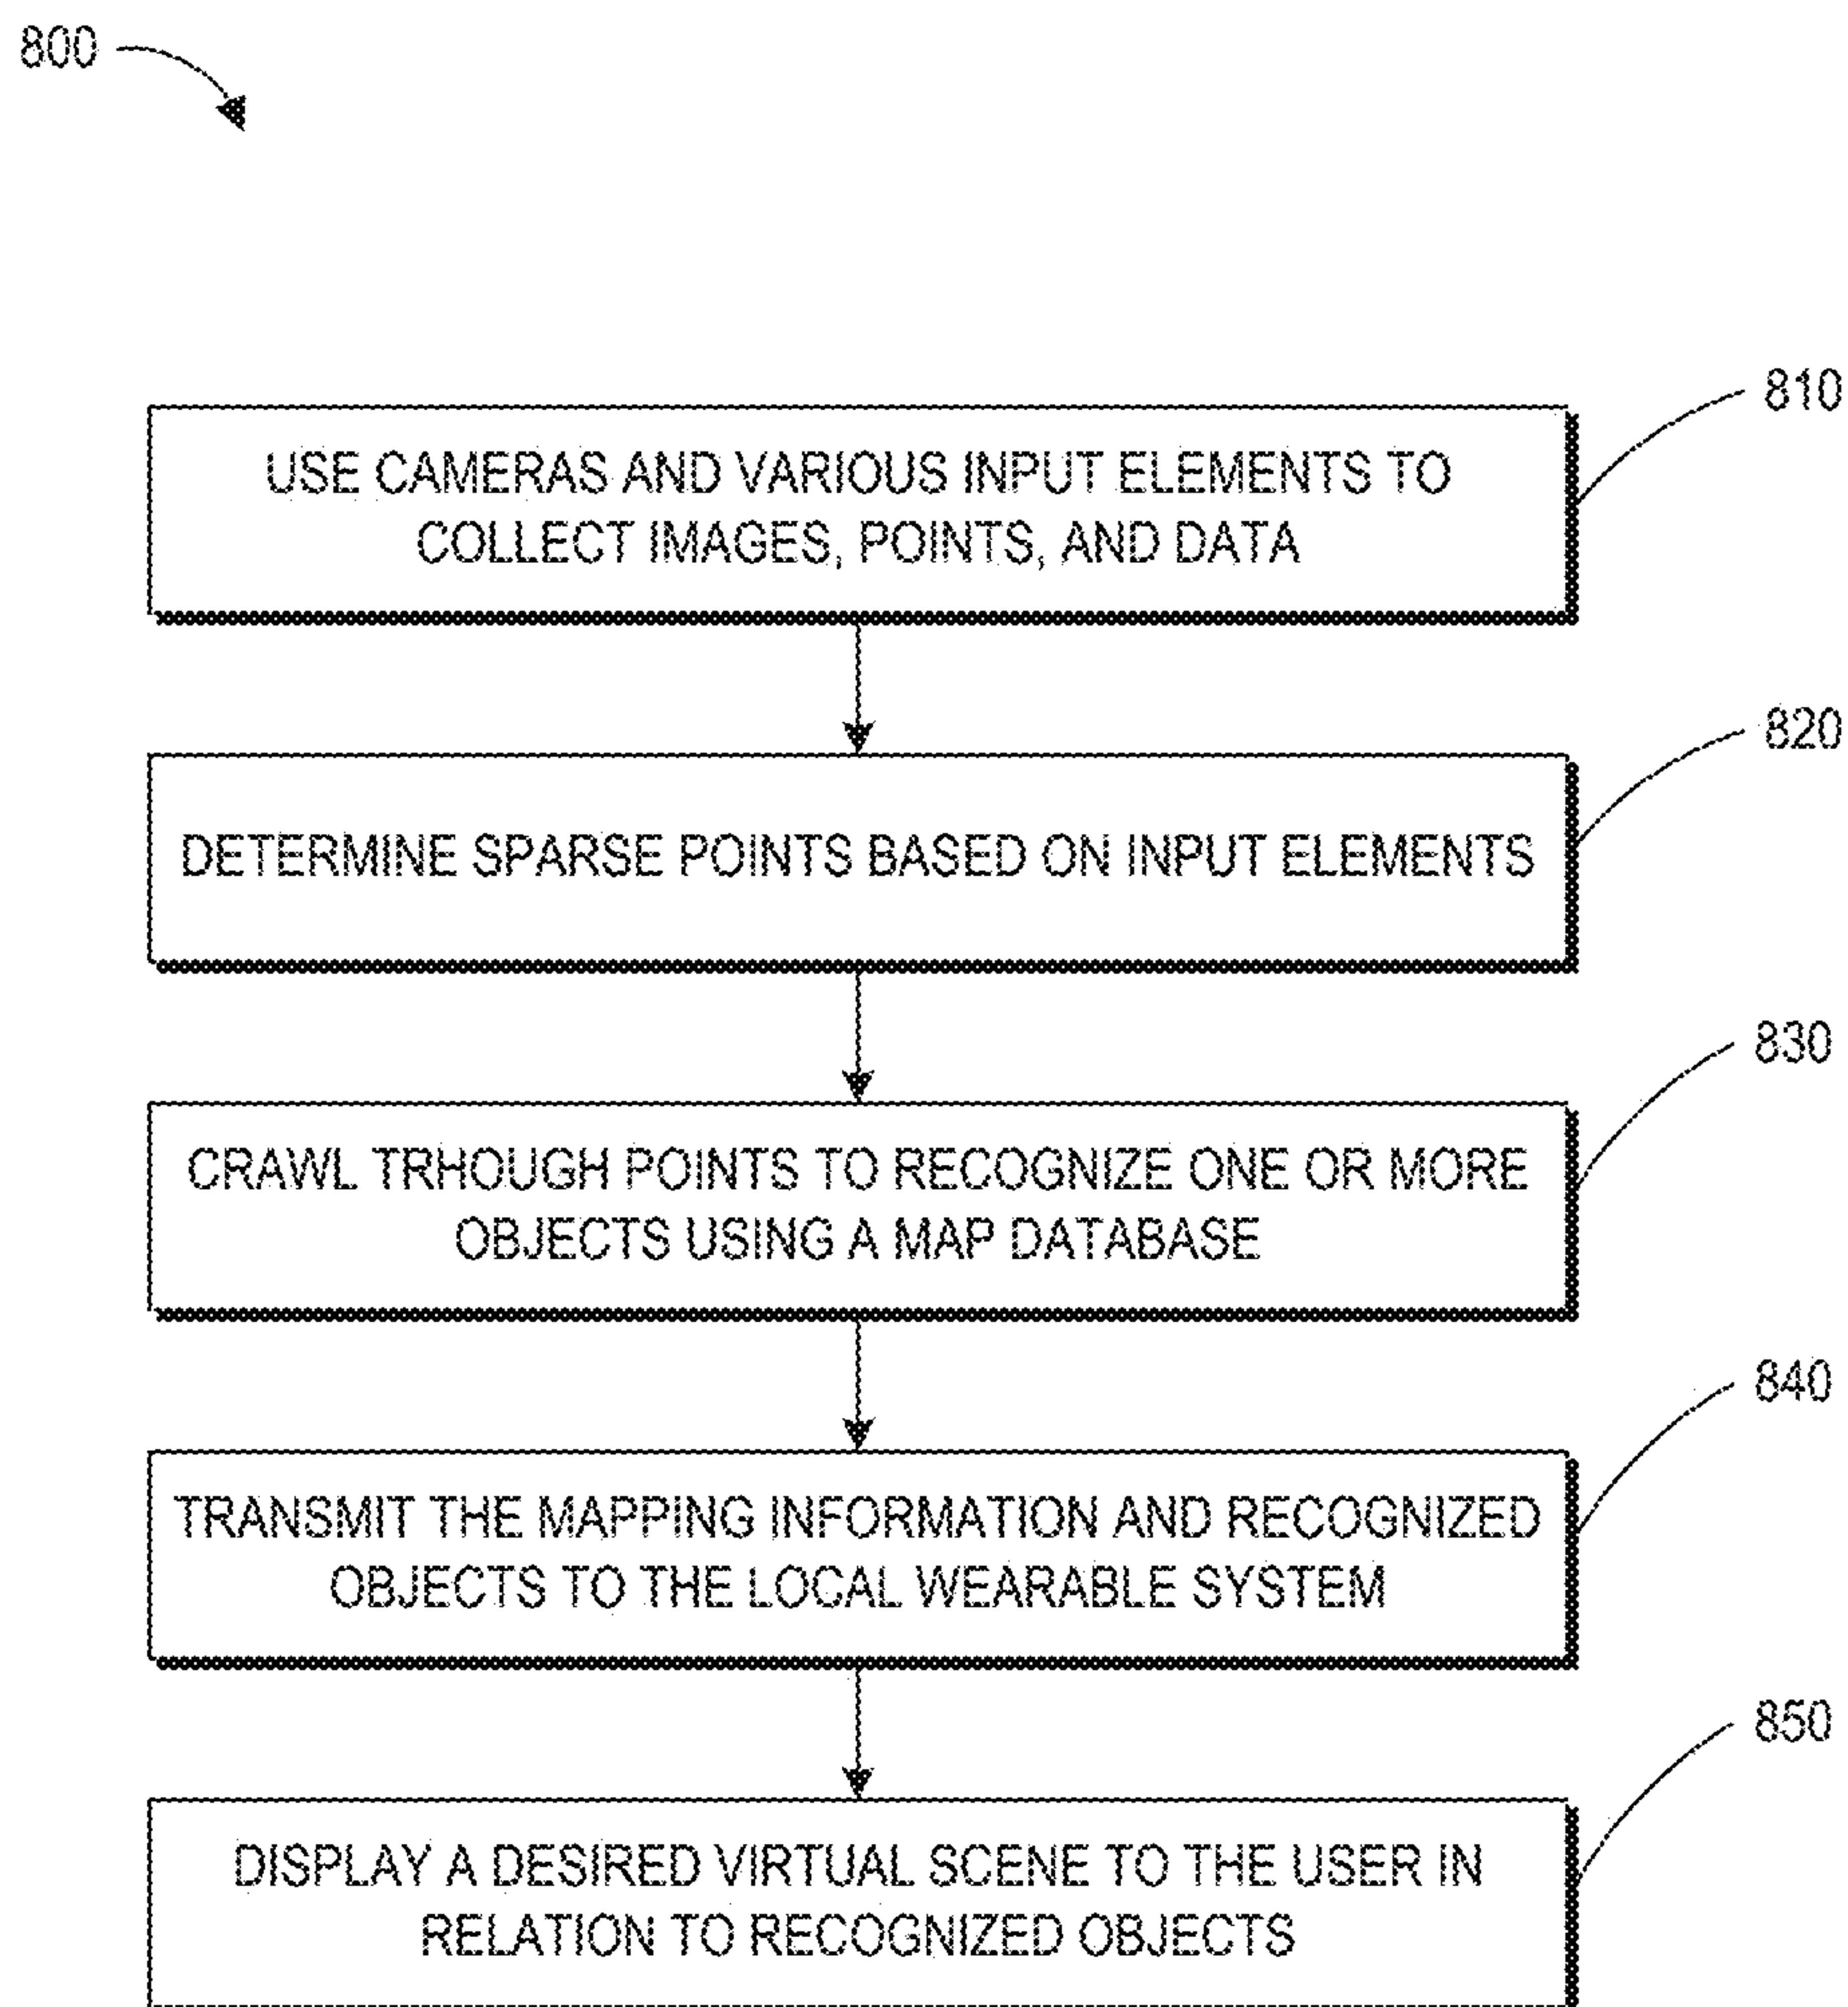 800
810
USE CAMERAS AND VARIOUS INPUT ELEMENTS TO
COLLECT IMAGES, POINTS, AND DATA
820
DETERMINE SPARSE POINTS BASED ON INPUT ELEMENTS
830
CRAWL TRHOUGH POINTS TO RECOGNIZE ONE OR MORE
OBJECTS USING A MAP DATABASE
840
TRANSMIT THE MAPPING INFORMATION AND RECOGNIZED
OBJECTS TO THE LOCAL WEARABLE SYSTEM
850
DISPLAY A DESIRED VIRTUAL SCENE TO THE USER IN
RELATION TO RECOGNIZED OBJECTS